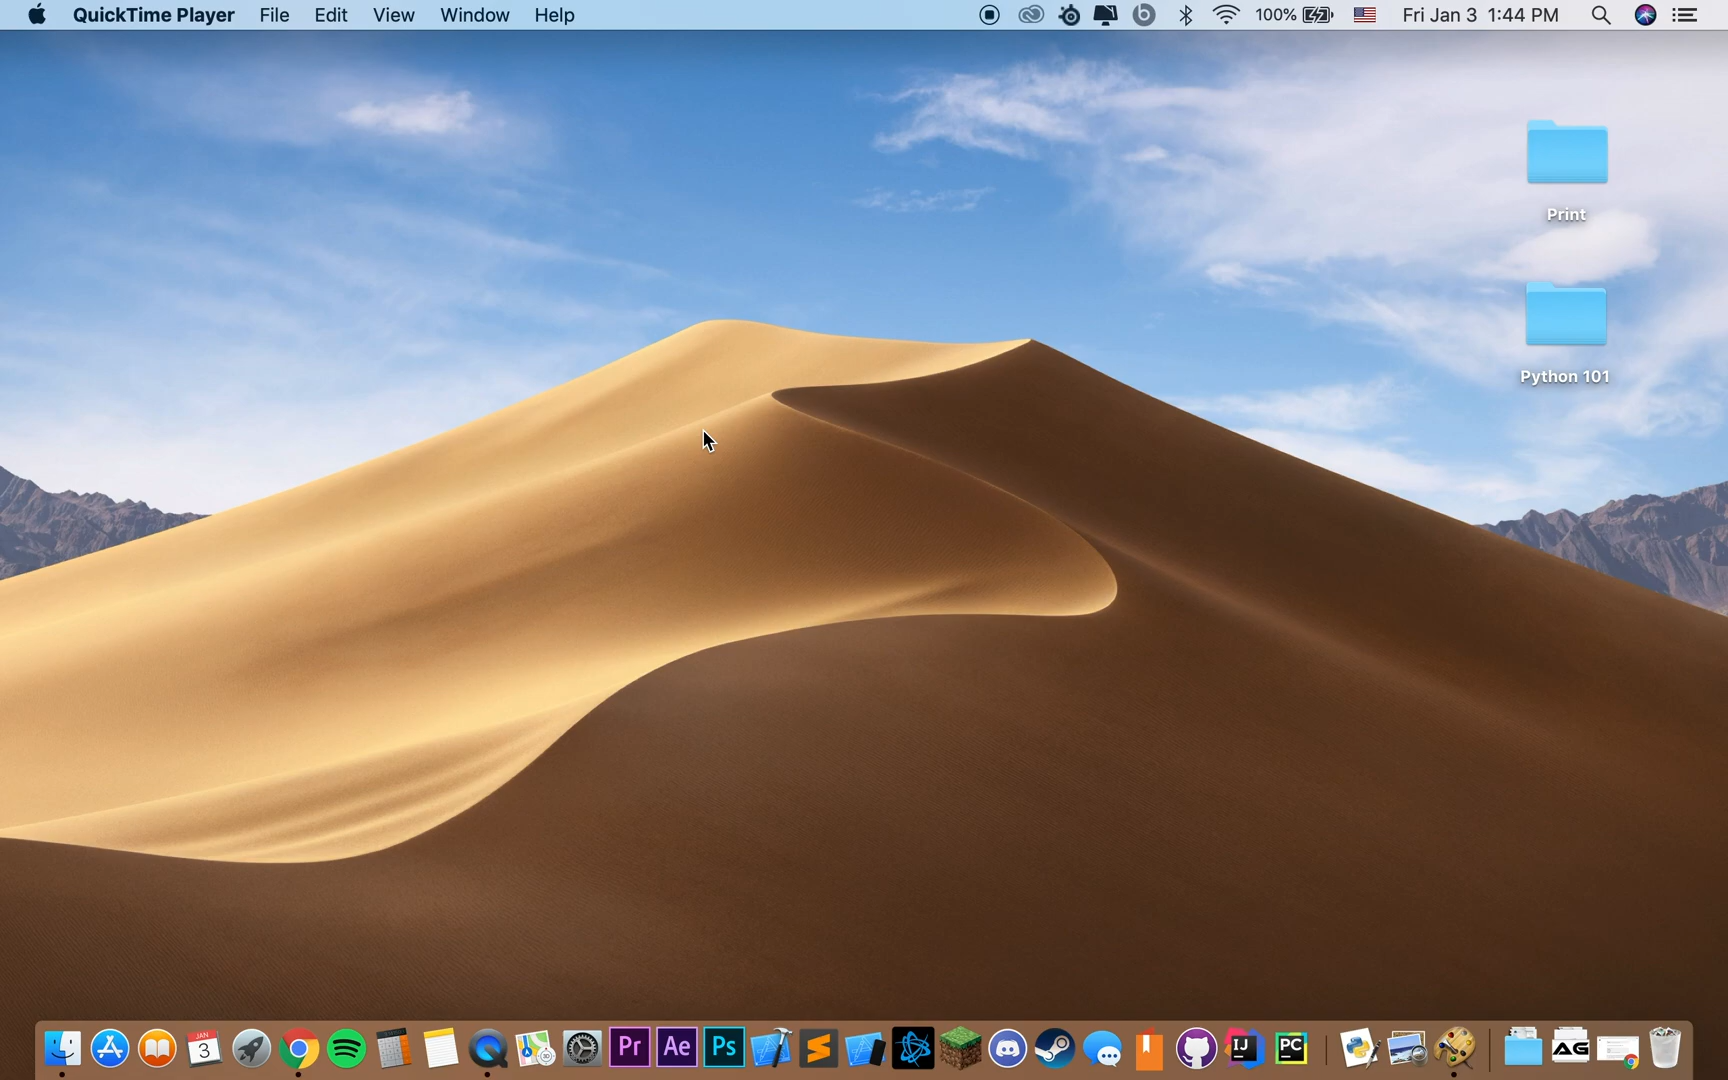 QuickTime Player File Edit View Window Help 100% Fri Jan 3 1:44 PM
Print
Python 101
JAN
3
Pr Ae Ps IJ PC AG